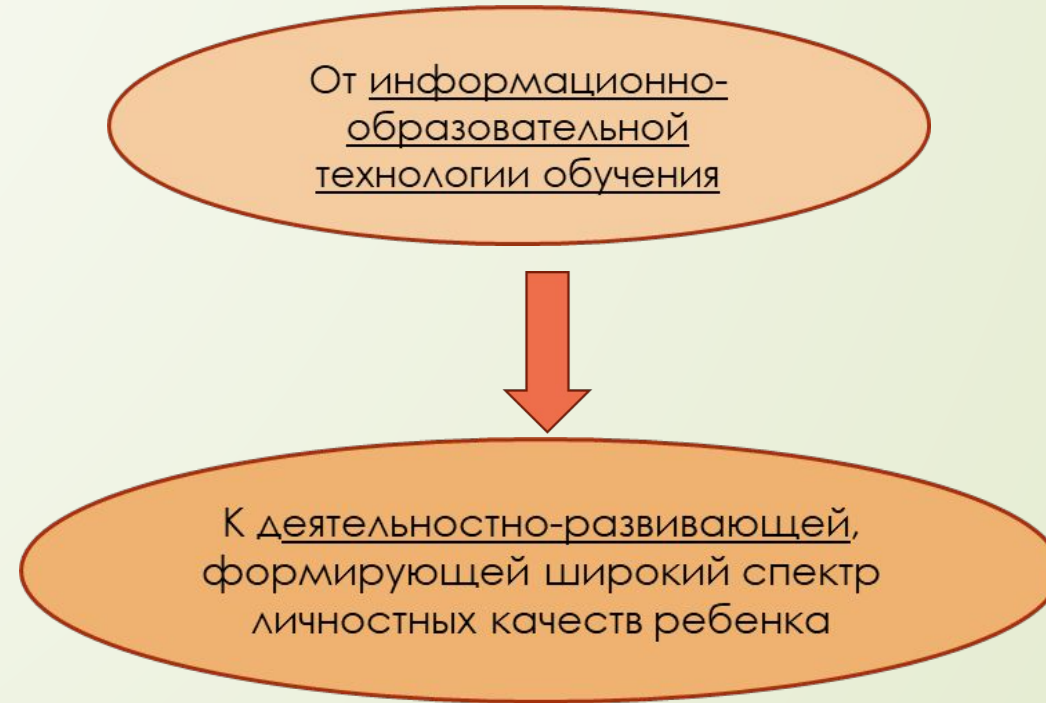 От информационно-
образовательной
технологии обучения
К деятельностно-развивающей,
формирующей широкий спектр
личностных качеств ребенка